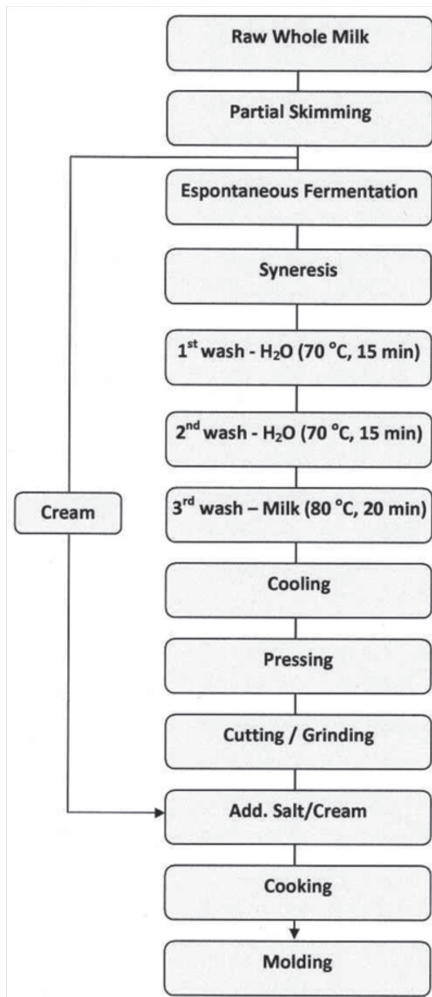 Raw Whole Milk
Partial Skimming
Espontaneous Fermentation
Syneresis
1st wash - H₂O (70 °C, 15 min)
2nd wash - H₂O (70 °C, 15 min)
Cream
3rd wash – Milk (80 °C, 20 min)
Cooling
Pressing
Cutting / Grinding
Add. Salt/Cream
Cooking
Molding